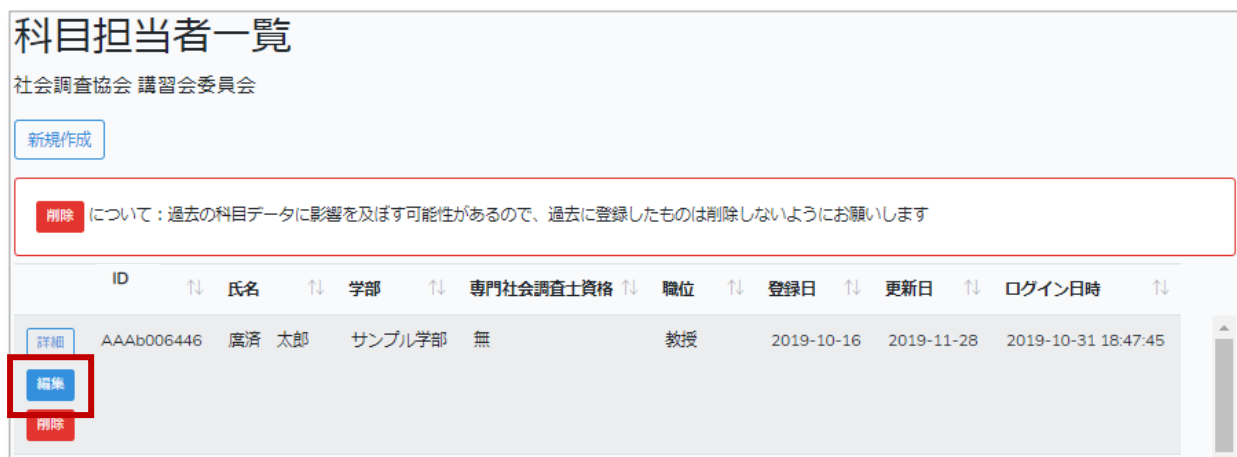 科目担当者一覧
社会調査協会 講習会委員会
新規作成
削除 について：過去の科目データに影響を及ぼす可能性があるので、過去に登録したものは削除しないようにお願いします
ID 氏名 学部 専門社会調査士資格 職位 登録日 更新日 ログイン日時
詳細 AAAb006446 廣済 太郎 サンプル学部 無 教授 2019-10-16 2019-11-28 2019-10-31 18:47:45
編集
削除